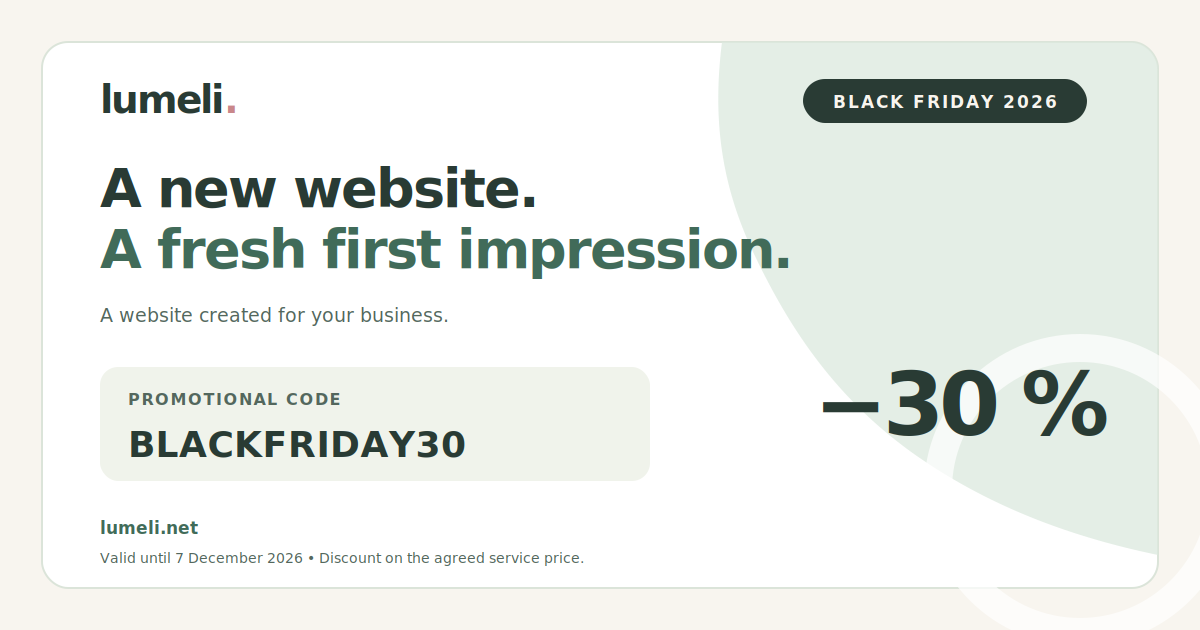 lumeli.
BLACK FRIDAY 2026
A new website.
A fresh first impression.
A website created for your business.
PROMOTIONAL CODE
BLACKFRIDAY30
−30 %
lumeli.net
Valid until 7 December 2026 • Discount on the agreed service price.